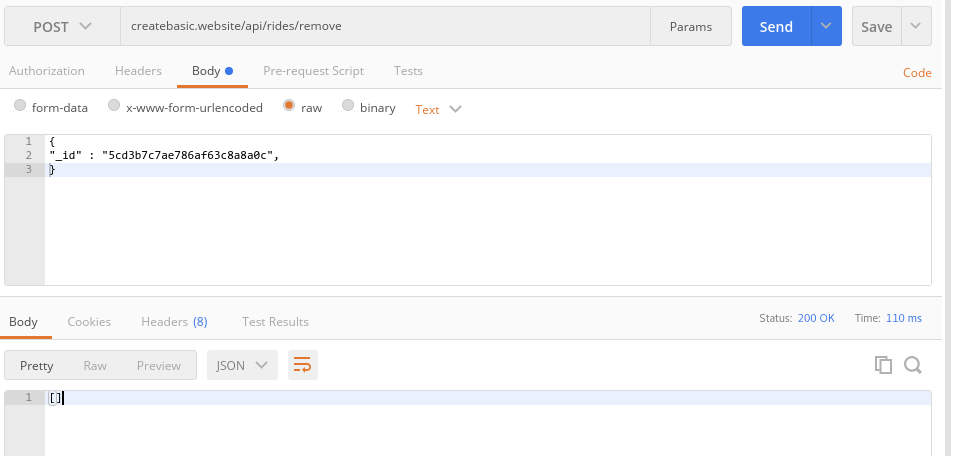 POST createbasic.website/api/rides/remove Params Send Save
Authorization Headers Body Pre-request Script Tests Code
form-data x-www-form-urlencoded raw binary Text
1 {
2 "_id" : "5cd3b7c7ae786af63c8a8a0c",
3 }
Body Cookies Headers (8) Test Results Status: 200 OK Time: 110 ms
Pretty Raw Preview JSON
1 []